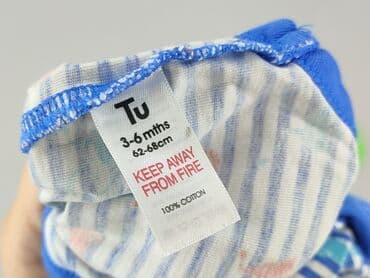 Tu
3-6 mths
62-68cm
KEEP AWAY
FROM FIRE
100% COTTON